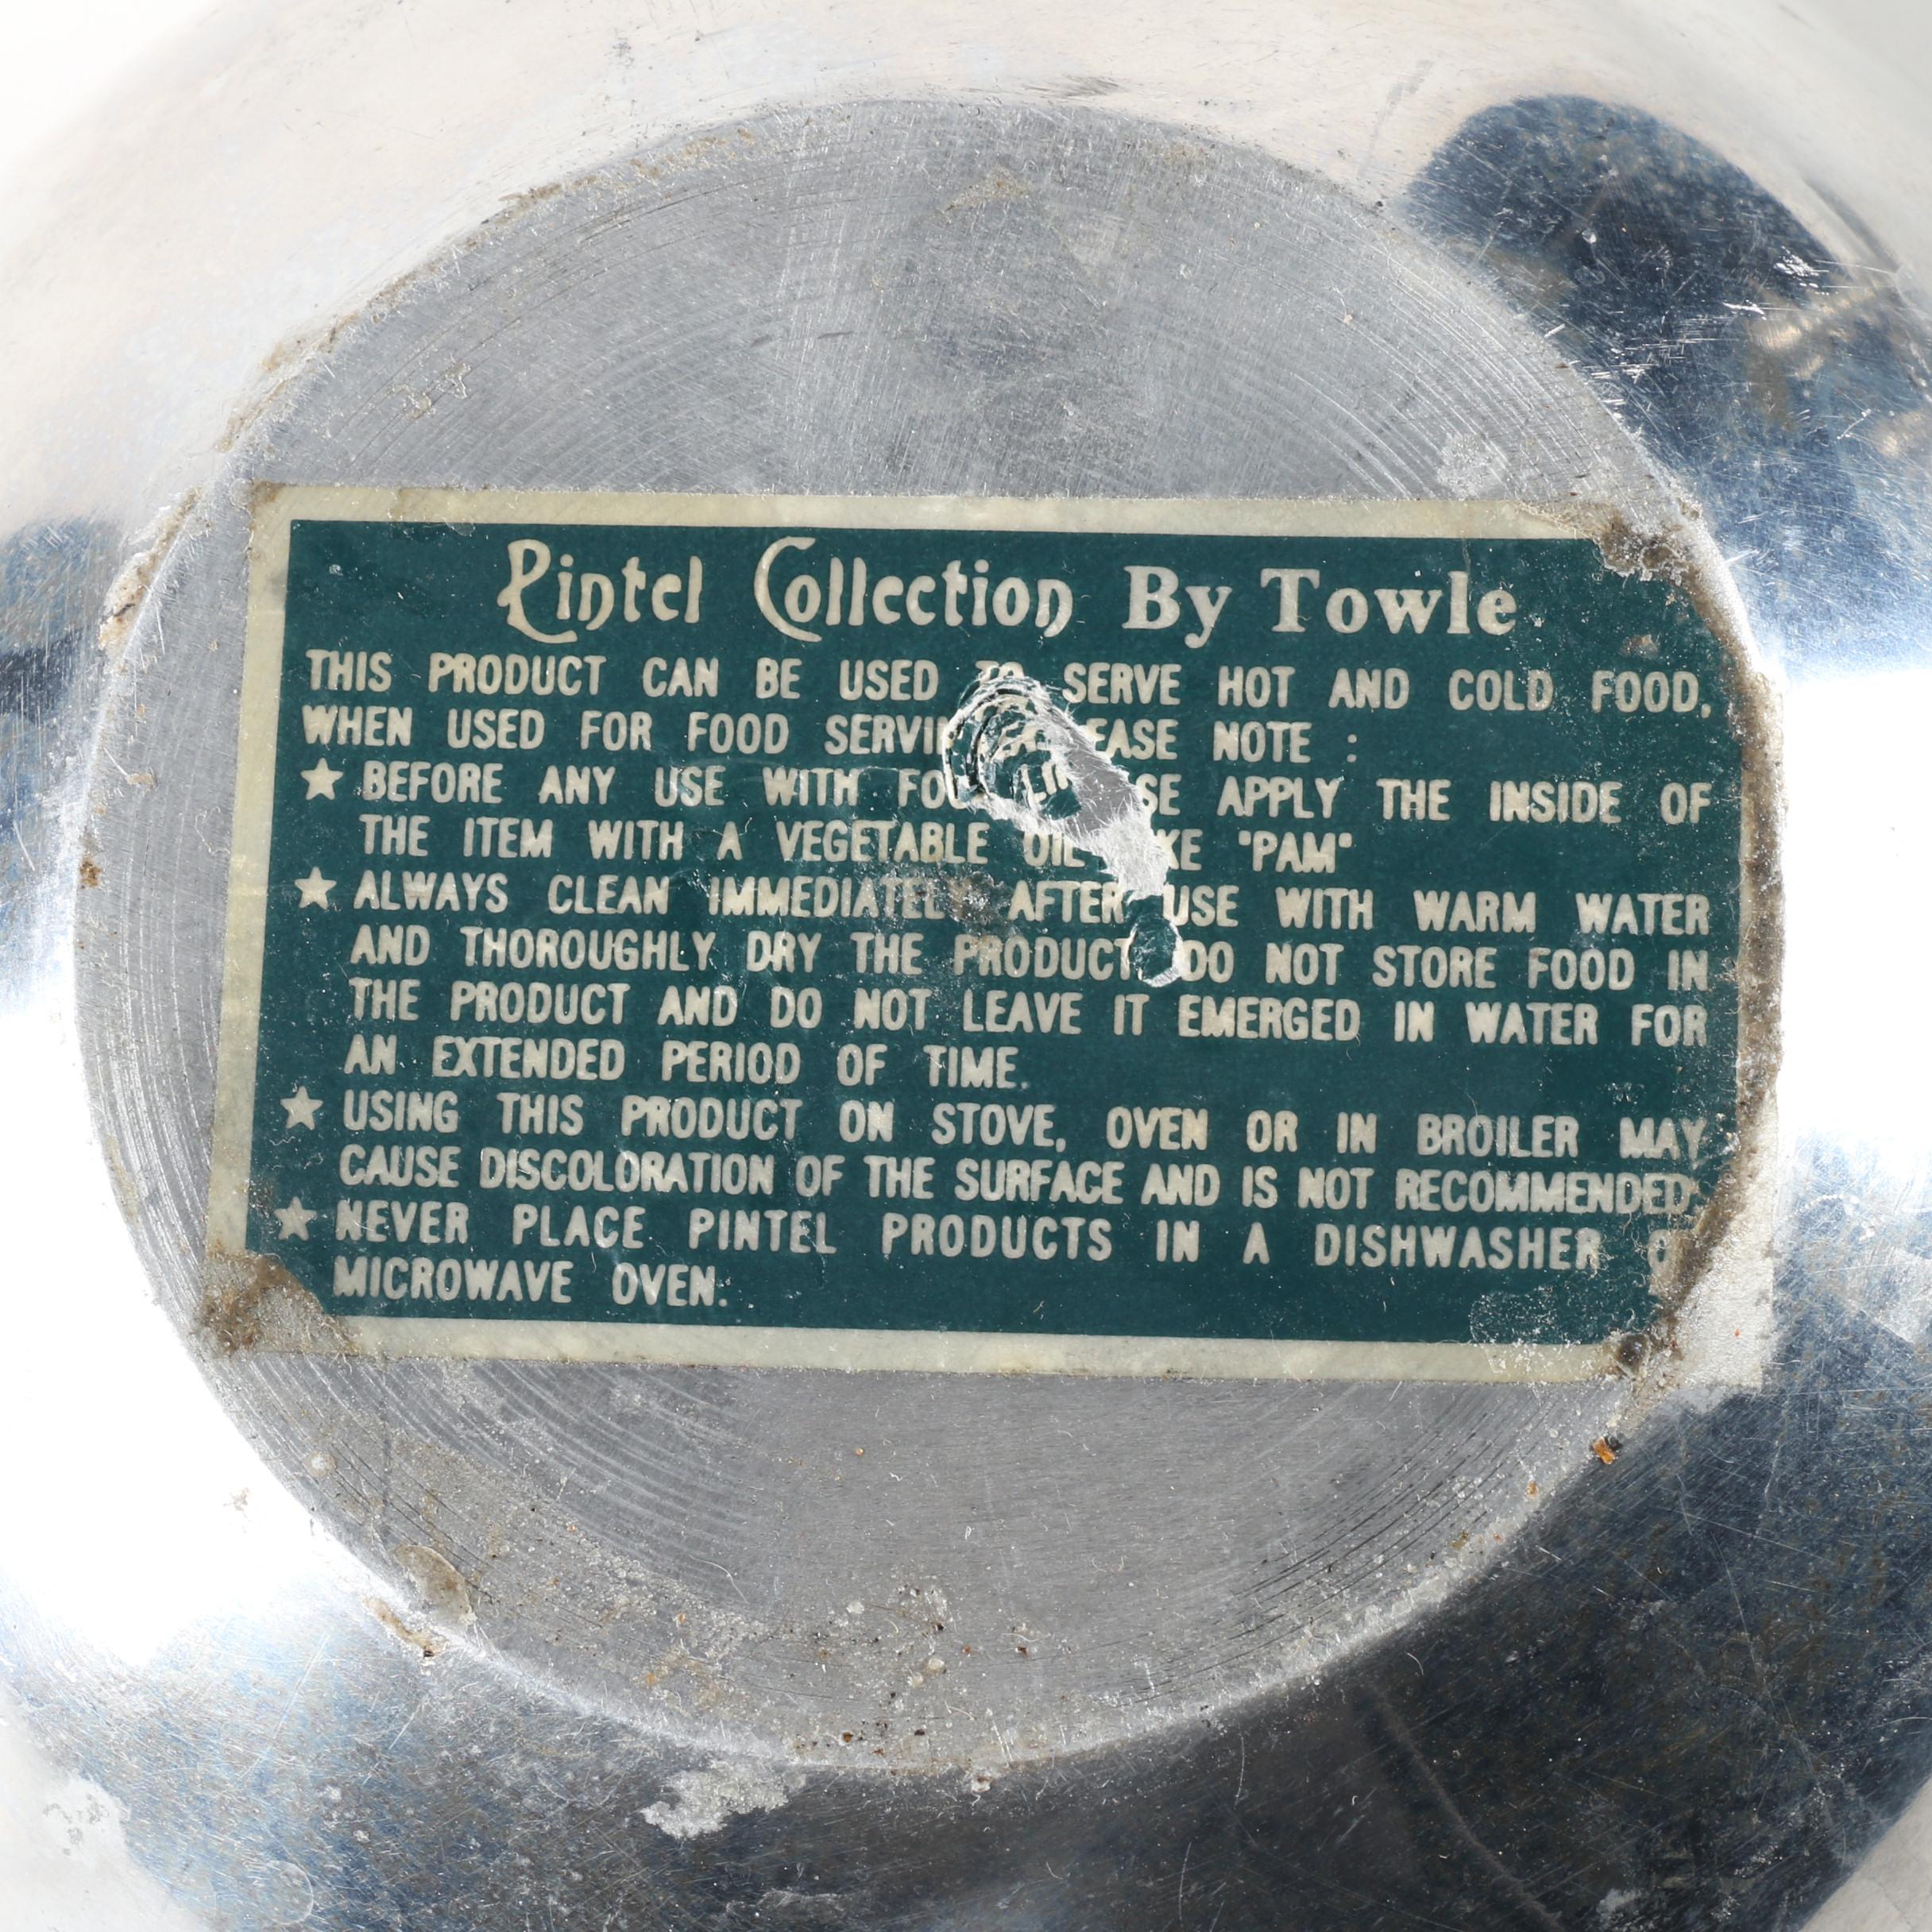 Pintel Collection By Towle
THIS PRODUCT CAN BE USED TO SERVE HOT AND COLD FOOD,
WHEN USED FOR FOOD NOTE :
★ BEFORE ANY USE WITH APPLY THE INSIDE OF
THE ITEM WITH A VEGETABLE OIL "PAM"
★ ALWAYS CLEAN IMMEDIATELY AFTER USE WITH WARM WATER
AND THOROUGHLY DRY THE PRODUCT DO NOT STORE FOOD IN
THE PRODUCT AND DO NOT LEAVE IT EMERGED IN WATER FOR
AN EXTENDED PERIOD OF TIME.
★ USING THIS PRODUCT ON STOVE, OVEN OR IN BROILER MAY
CAUSE DISCOLORATION OF THE SURFACE AND IS NOT RECOMMENDED.
★ NEVER PLACE PINTEL PRODUCTS IN A DISHWASHER
MICROWAVE OVEN.